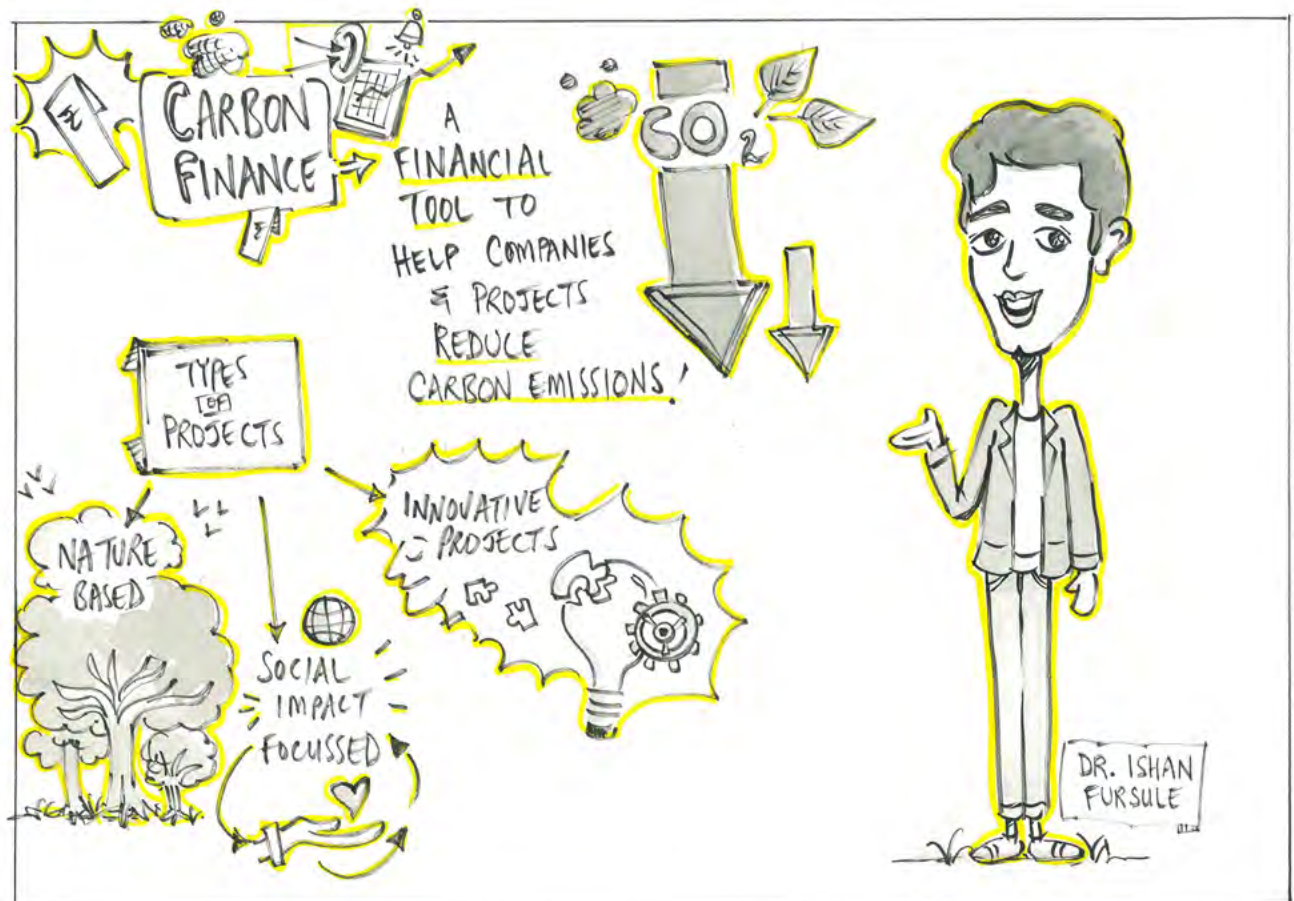 CARBON
FINANCE
₹
₹
A
FINANCIAL
TOOL TO
HELP COMPANIES
& PROJECTS
REDUCE
CARBON EMISSIONS!
CO2
TYPES
OF
PROJECTS
NATURE
BASED
SOCIAL
IMPACT
FOCUSSED
INNOVATIVE
PROJECTS
DR. ISHAN
FURSULE